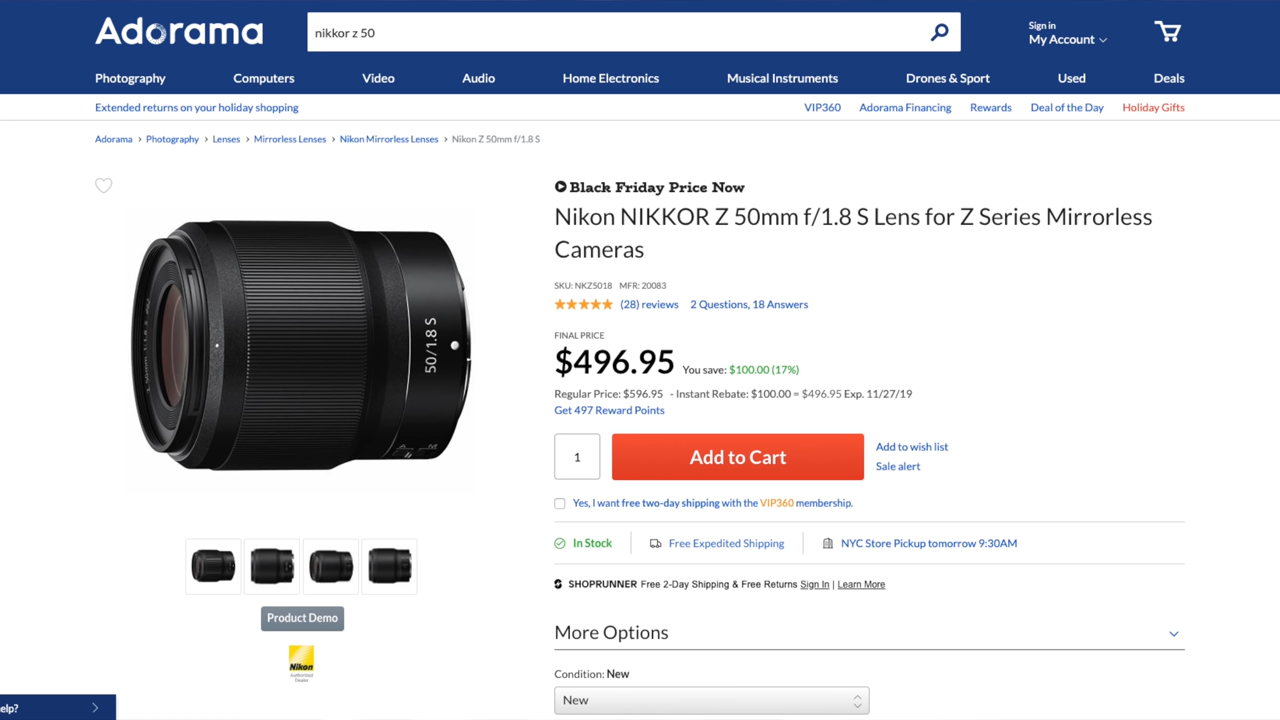 Adorama
nikkor z 50
Sign in
My Account
Photography Computers Video Audio Home Electronics Musical Instruments Drones & Sport Used Deals
Extended returns on your holiday shopping VIP360 Adorama Financing Rewards Deal of the Day Holiday Gifts
Adorama > Photography > Lenses > Mirrorless Lenses > Nikon Mirrorless Lenses > Nikon Z 50mm f/1.8 S
Black Friday Price Now
Nikon NIKKOR Z 50mm f/1.8 S Lens for Z Series Mirrorless
Cameras
SKU: NKZ5018 MFR: 20083
(28) reviews 2 Questions, 18 Answers
FINAL PRICE
$496.95 You save: $100.00 (17%)
Regular Price: $596.95 - Instant Rebate: $100.00 = $496.95 Exp. 11/27/19
Get 497 Reward Points
1 Add to Cart
Add to wish list
Sale alert
Yes, I want free two-day shipping with the VIP360 membership.
In Stock Free Expedited Shipping NYC Store Pickup tomorrow 9:30AM
SHOPRUNNER Free 2-Day Shipping & Free Returns Sign In | Learn More
More Options
Condition: New
New
50/1.8 S
A M
Product Demo
Nikon
Authorized
Dealer
elp?